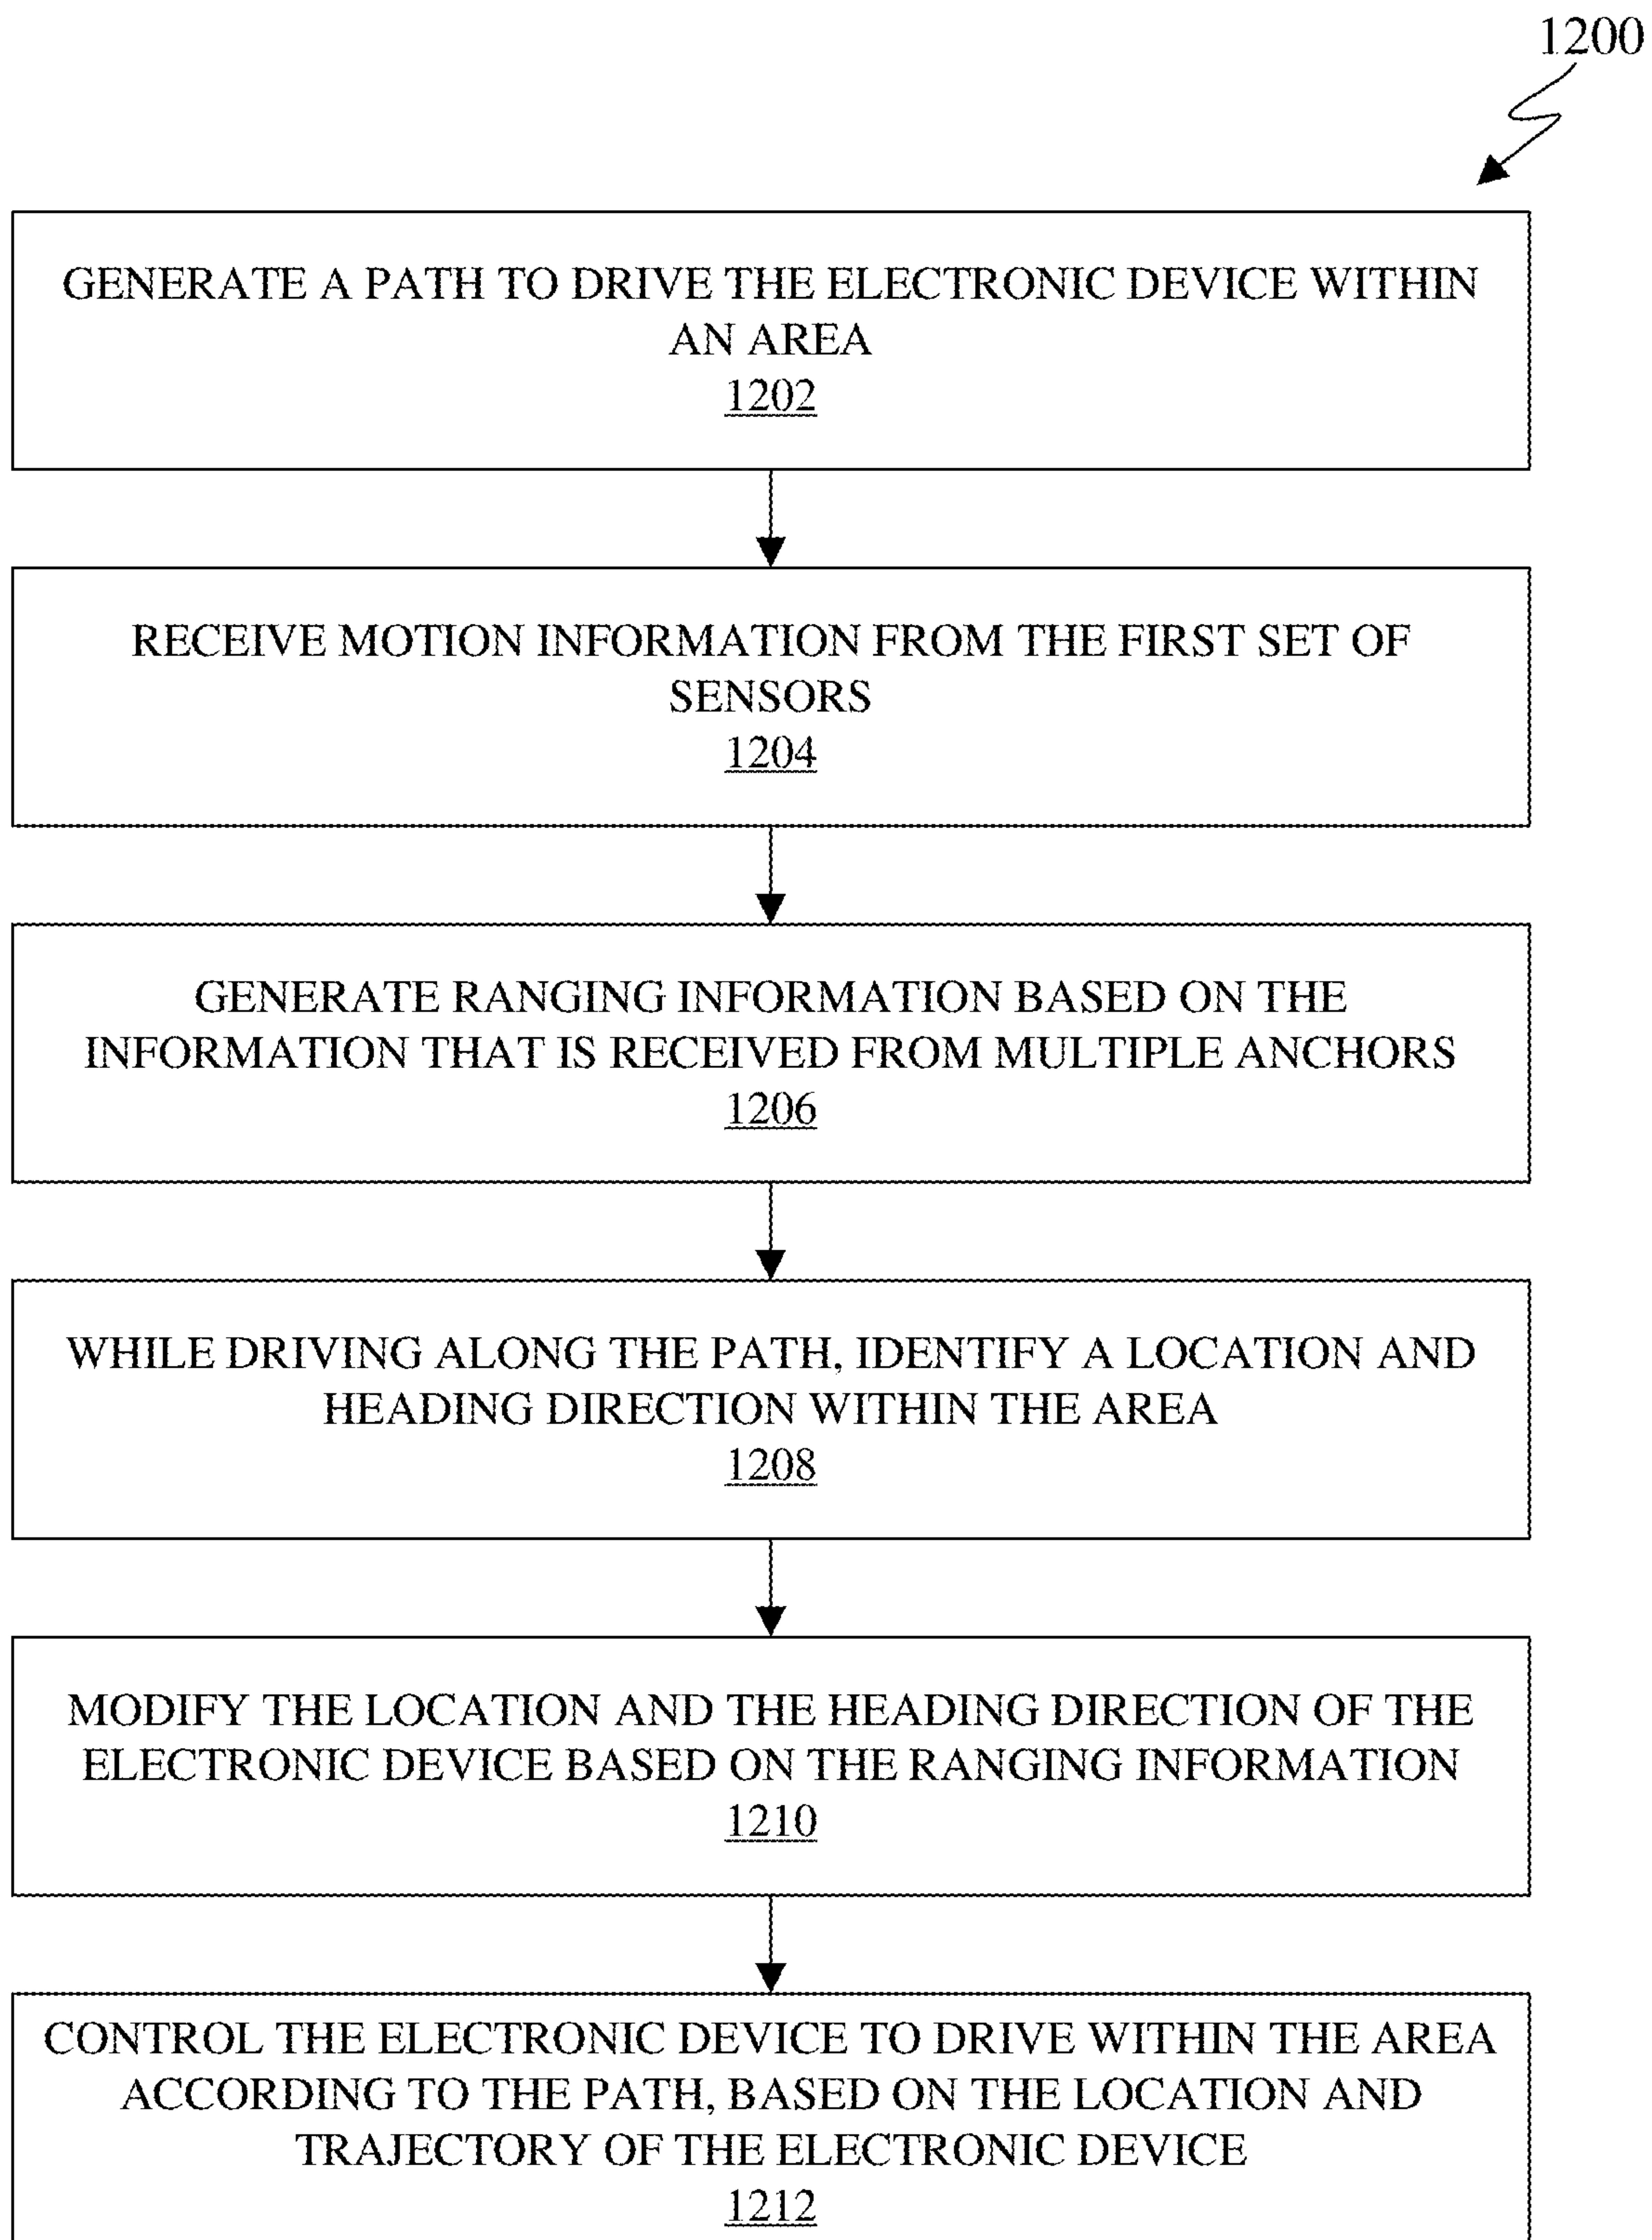 1200
GENERATE A PATH TO DRIVE THE ELECTRONIC DEVICE WITHIN
AN AREA
1202
RECEIVE MOTION INFORMATION FROM THE FIRST SET OF
SENSORS
1204
GENERATE RANGING INFORMATION BASED ON THE
INFORMATION THAT IS RECEIVED FROM MULTIPLE ANCHORS
1206
WHILE DRIVING ALONG THE PATH, IDENTIFY A LOCATION AND
HEADING DIRECTION WITHIN THE AREA
1208
MODIFY THE LOCATION AND THE HEADING DIRECTION OF THE
ELECTRONIC DEVICE BASED ON THE RANGING INFORMATION
1210
CONTROL THE ELECTRONIC DEVICE TO DRIVE WITHIN THE AREA
ACCORDING TO THE PATH, BASED ON THE LOCATION AND
TRAJECTORY OF THE ELECTRONIC DEVICE
1212